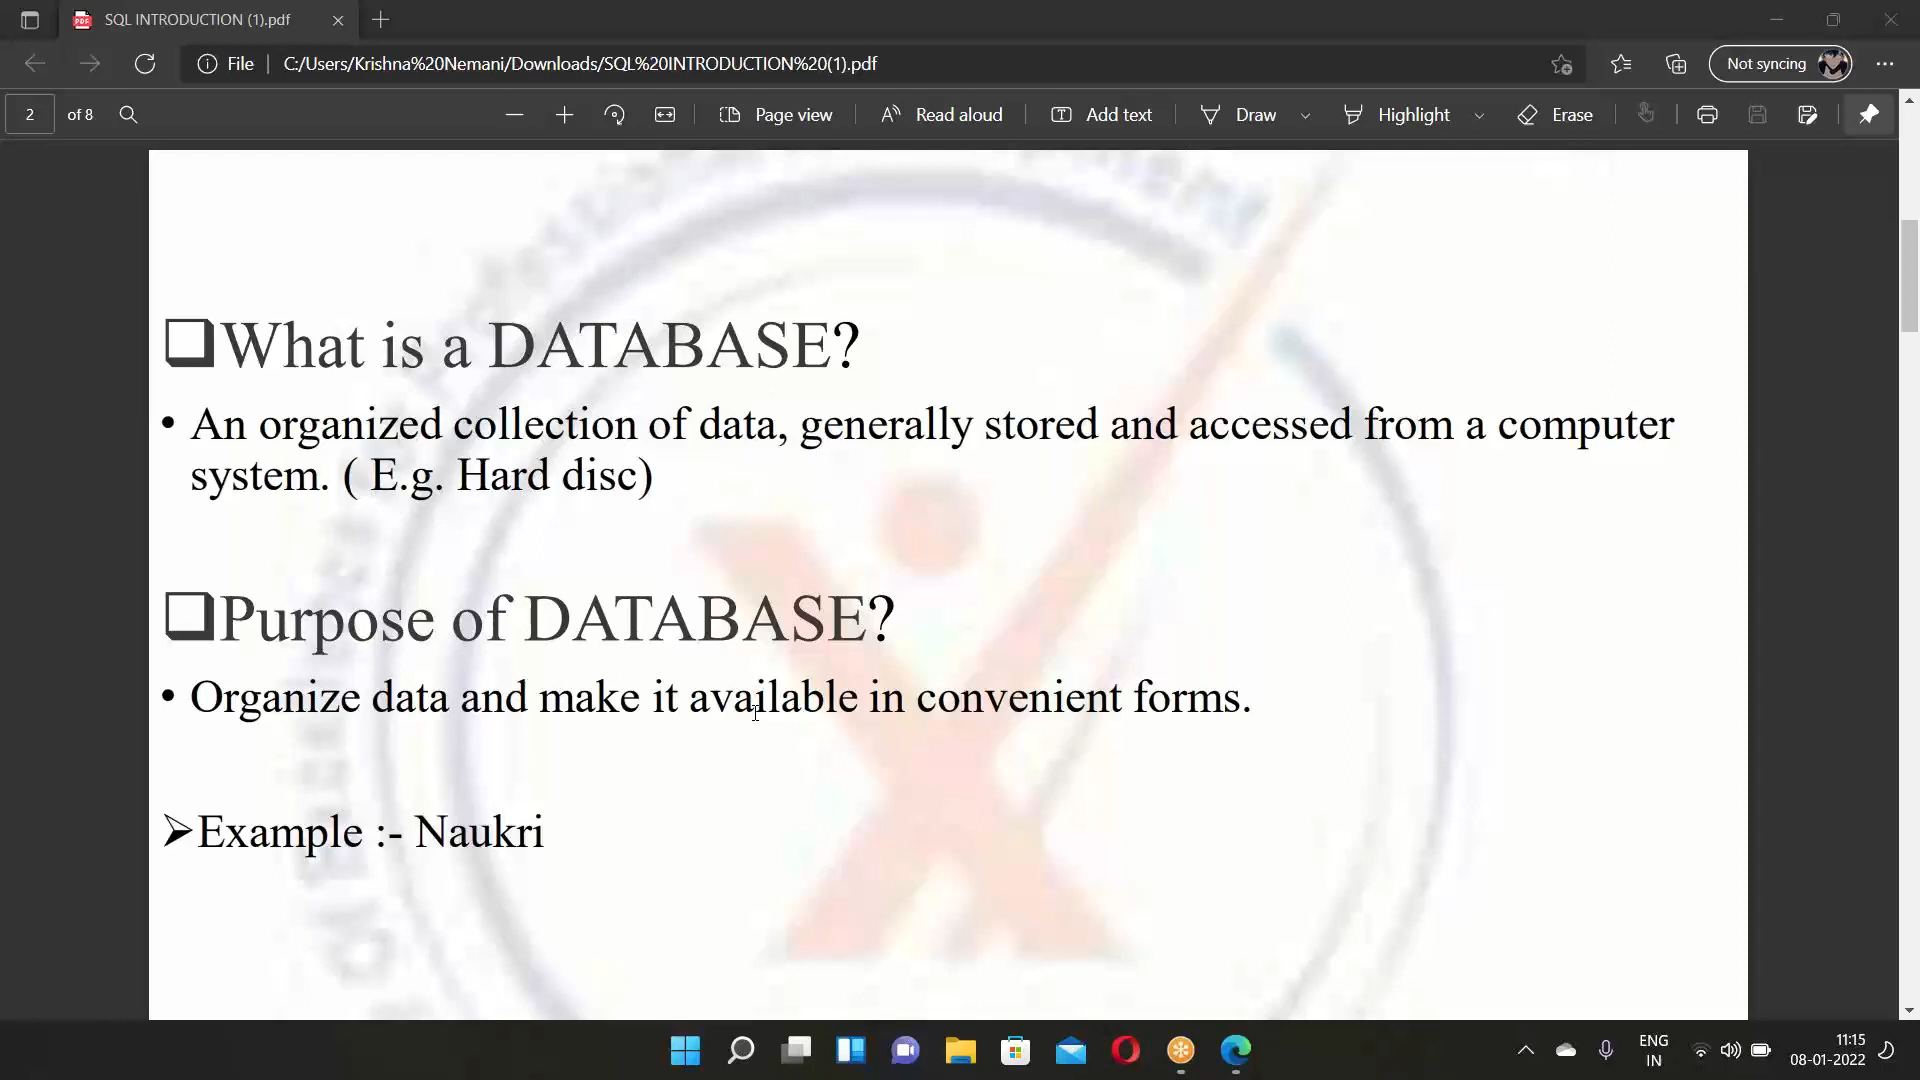 SQL INTRODUCTION (1).pdf
File
C:/Users/Krishna%20Nemani/Downloads/SQL%20INTRODUCTION%20(1).pdf
Not syncing
2 of 8
Page view
Read aloud
Add text
Draw
Highlight
Erase
What is a DATABASE?
• An organized collection of data, generally stored and accessed from a computer
system. ( E.g. Hard disc)
Purpose of DATABASE?
• Organize data and make it available in convenient forms.
Example :- Naukri
ENG
IN
11:15
08-01-2022